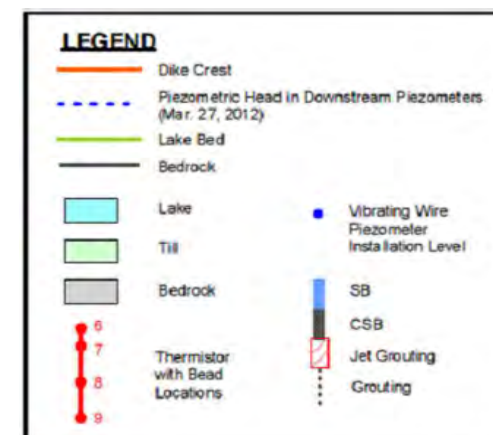 LEGEND
Dike Crest
Piezometric Head in Downstream Piezometers
(Mar. 27, 2012)
Lake Bed
Bedrock
Lake
Till
Bedrock
6
7
8
9
Thermistor
with Bead
Locations
Vibrating Wire
Piezometer
Installation Level
SB
CSB
Jet Grouting
Grouting